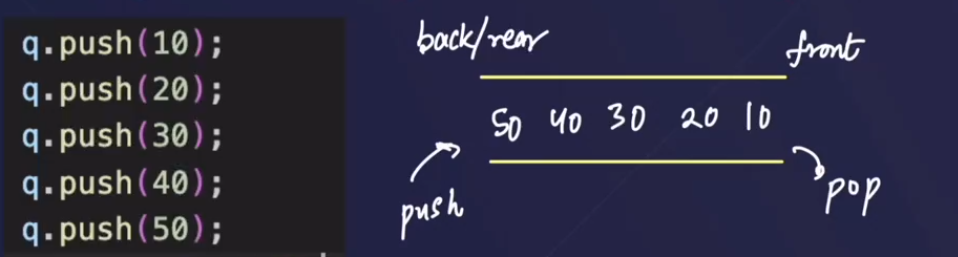 q.push(10);
q.push(20);
q.push(30);
q.push(40);
q.push(50);
back/rear
front
50 40 30 20 10
push
pop